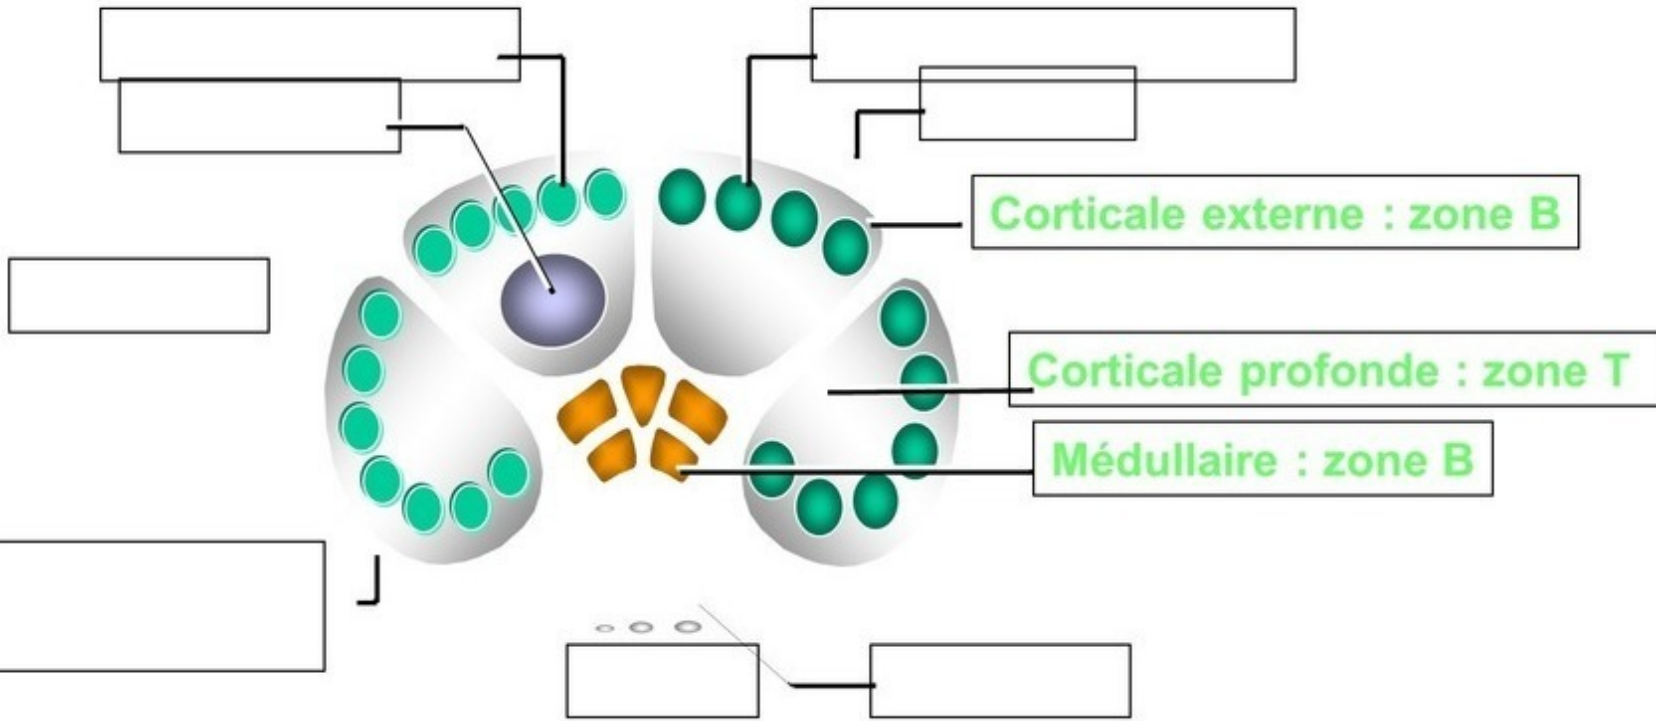 Corticale externe : zone B
Corticale profonde : zone T
Médullaire : zone B